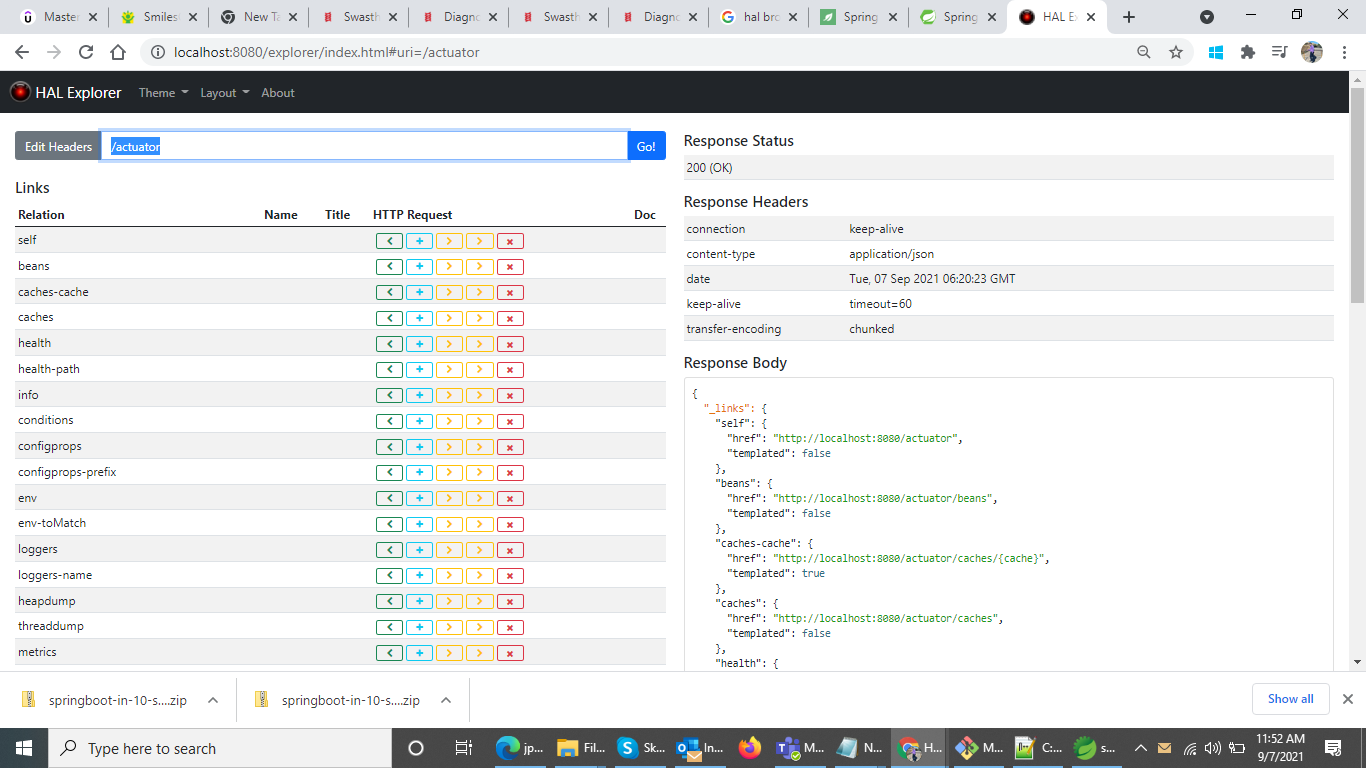 Master
Smiles
New Ta
Swasth
Diagno
Swasth
Diagno
hal bro
Spring
Spring
HAL Ex
localhost:8080/explorer/index.html#uri=/actuator
HAL Explorer Theme Layout About
Edit Headers /actuator Go!
Links
Relation Name Title HTTP Request Doc
self
beans
caches-cache
caches
health
health-path
info
conditions
configprops
configprops-prefix
env
env-toMatch
loggers
loggers-name
heapdump
threaddump
metrics
Response Status
200 (OK)
Response Headers
connection keep-alive
content-type application/json
date Tue, 07 Sep 2021 06:20:23 GMT
keep-alive timeout=60
transfer-encoding chunked
Response Body
{
"_links": {
"self": {
"href": "http://localhost:8080/actuator",
"templated": false
},
"beans": {
"href": "http://localhost:8080/actuator/beans",
"templated": false
},
"caches-cache": {
"href": "http://localhost:8080/actuator/caches/{cache}",
"templated": true
},
"caches": {
"href": "http://localhost:8080/actuator/caches",
"templated": false
},
"health": {
springboot-in-10-s....zip
springboot-in-10-s....zip
Show all
Type here to search
jp...
Fil...
Sk...
In...
M...
N...
H...
M...
C:...
s...
11:52 AM
9/7/2021